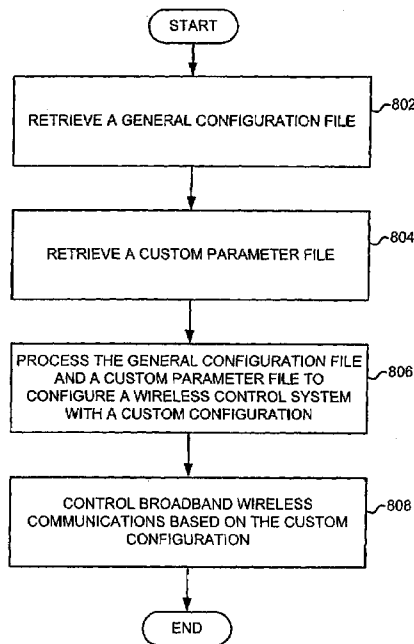 START
RETRIEVE A GENERAL CONFIGURATION FILE
802
RETRIEVE A CUSTOM PARAMETER FILE
804
PROCESS THE GENERAL CONFIGURATION FILE
AND A CUSTOM PARAMETER FILE TO
CONFIGURE A WIRELESS CONTROL SYSTEM
WITH A CUSTOM CONFIGURATION
806
CONTROL BROADBAND WIRELESS
COMMUNICATIONS BASED ON THE CUSTOM
CONFIGURATION
808
END